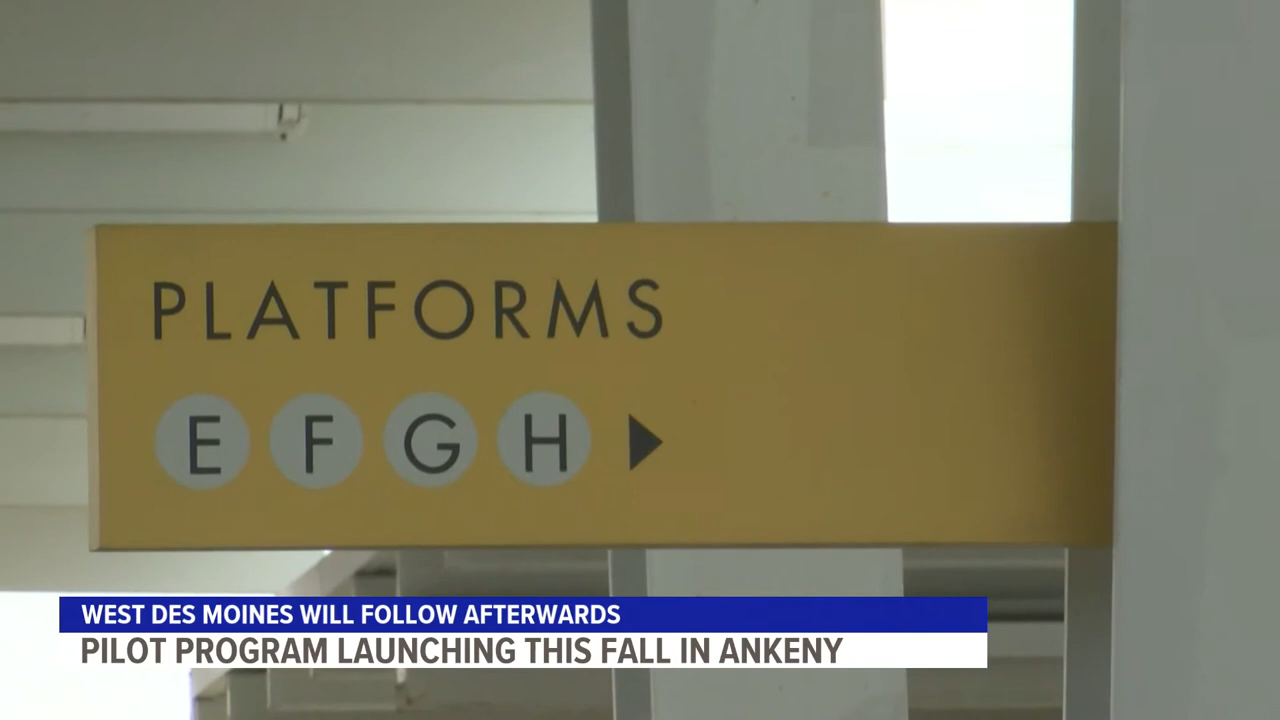 PLATFORMS
E F G H
WEST DES MOINES WILL FOLLOW AFTERWARDS
PILOT PROGRAM LAUNCHING THIS FALL IN ANKENY